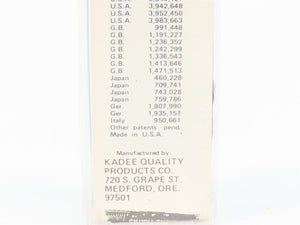 U.S.A. 3,942,648
U.S.A. 3,952,450
U.S.A. 3,983,663
G.B. 991,448
G.B. 1,191,227
G.B. 1,236,352
G.B. 1,242,299
G.B. 1,336,543
G.B. 1,413,646
G.B. 1,471,513
Japan 460,228
Japan 709,741
Japan 743,028
Japan 759,786
Ger. 1,807,990
Ger. 1,935,157
Italy 950,661
Other patents pend.
Made in U.S.A.
Manufactured by
KADEE QUALITY
PRODUCTS CO.
720 S. GRAPE ST.
MEDFORD, ORE.
97501